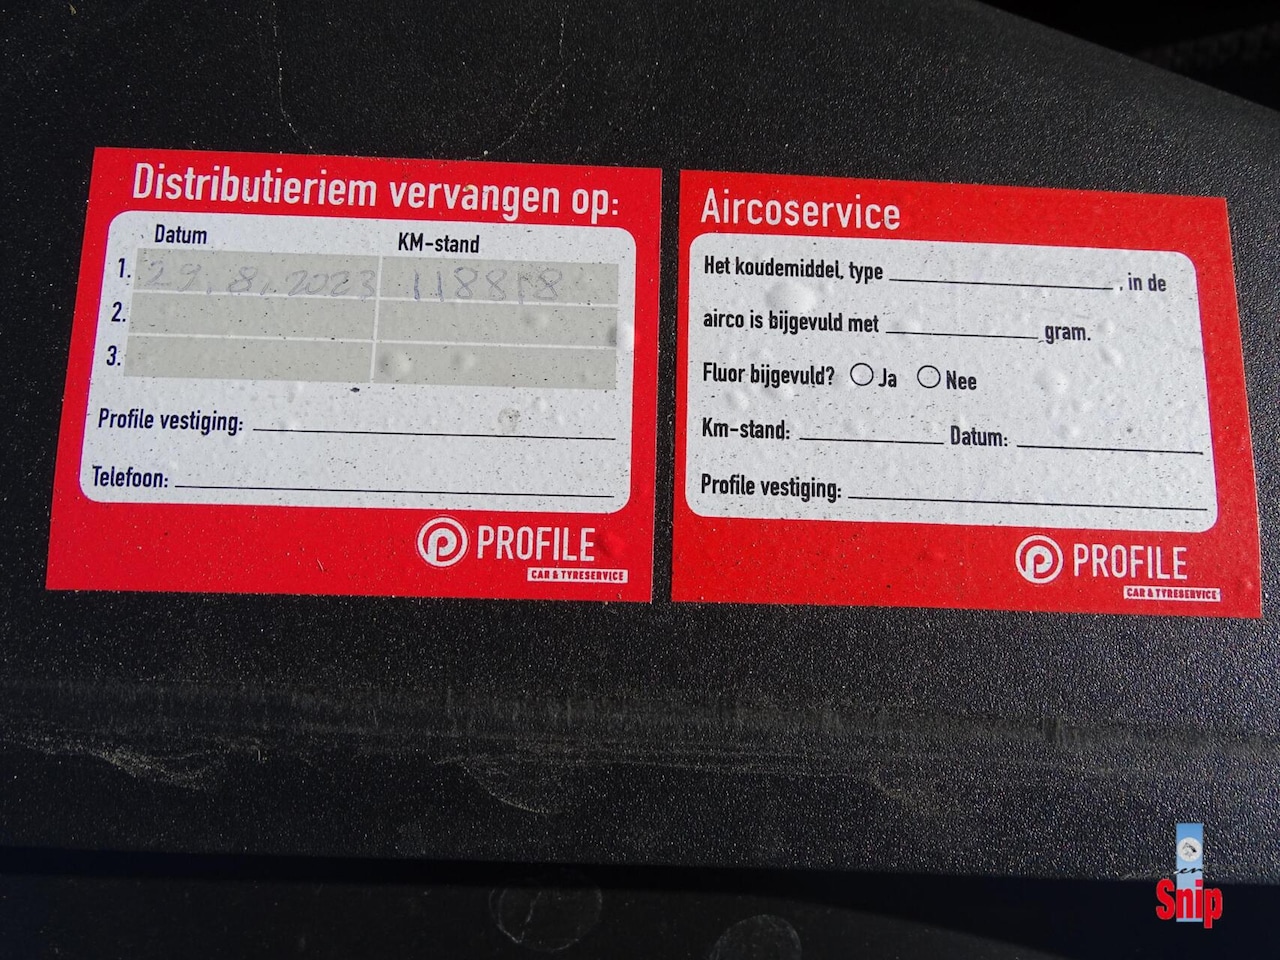 Distributieriem vervangen op:
Datum KM-stand
1. 29.8.2023 118818
2.
3.
Profile vestiging:
Telefoon:
PROFILE
CAR & TYRESERVICE
Aircoservice
Het koudemiddel, type , in de
airco is bijgevuld met gram.
Fluor bijgevuld? Ja Nee
Km-stand: Datum:
Profile vestiging:
PROFILE
CAR & TYRESERVICE
en
Snip